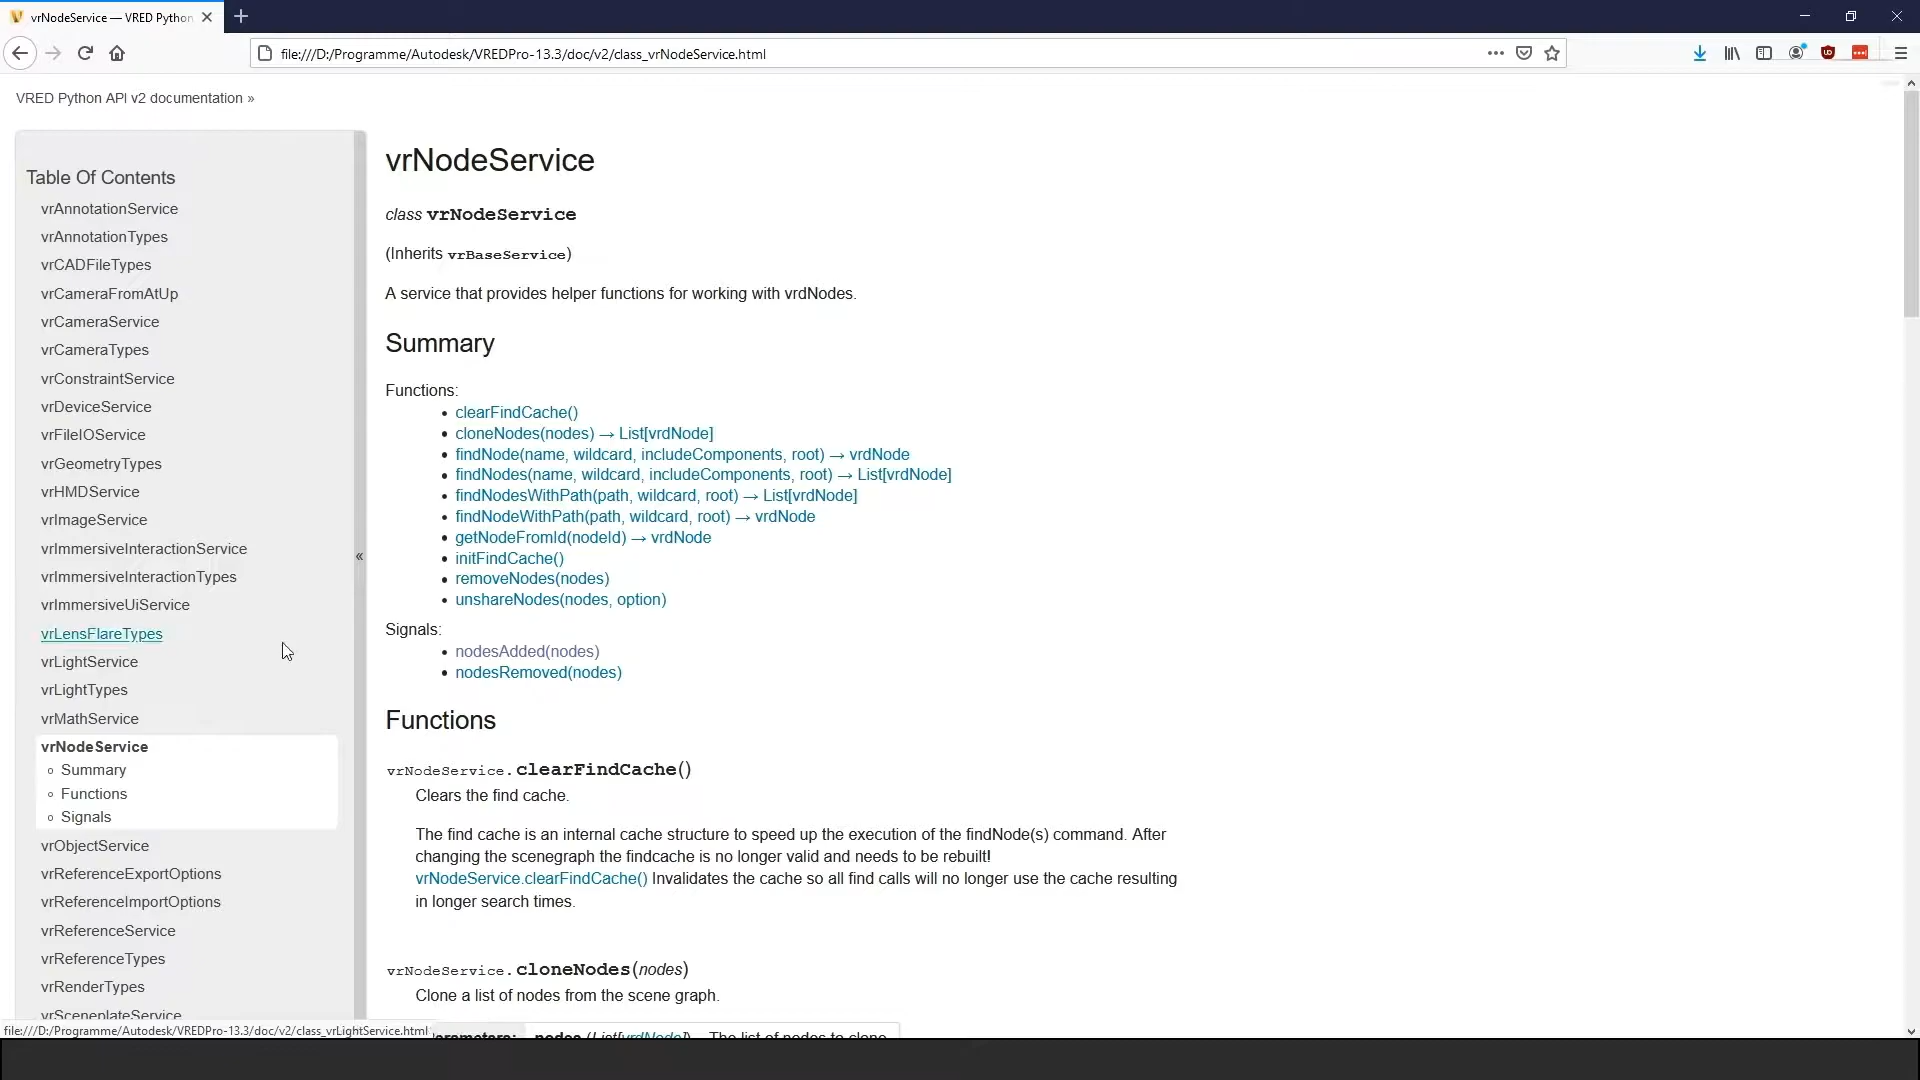 vrNodeService — VRED Python
file:///D:/Programme/Autodesk/VREDPro-13.3/doc/v2/class_vrNodeService.html
VRED Python API v2 documentation »
Table Of Contents
vrAnnotationService
vrAnnotationTypes
vrCADFileTypes
vrCameraFromAtUp
vrCameraService
vrCameraTypes
vrConstraintService
vrDeviceService
vrFileIOService
vrGeometryTypes
vrHMDService
vrImageService
vrImmersiveInteractionService
vrImmersiveInteractionTypes
vrImmersiveUiService
vrLensFlareTypes
vrLightService
vrLightTypes
vrMathService
vrNodeService
Summary
Functions
Signals
vrObjectService
vrReferenceExportOptions
vrReferenceImportOptions
vrReferenceService
vrReferenceTypes
vrRenderTypes
vrSceneplateService
«
vrNodeService
class vrNodeService
(Inherits vrBaseService)
A service that provides helper functions for working with vrdNodes.
Summary
Functions:
clearFindCache()
cloneNodes(nodes) → List[vrdNode]
findNode(name, wildcard, includeComponents, root) → vrdNode
findNodes(name, wildcard, includeComponents, root) → List[vrdNode]
findNodesWithPath(path, wildcard, root) → List[vrdNode]
findNodeWithPath(path, wildcard, root) → vrdNode
getNodeFromId(nodeId) → vrdNode
initFindCache()
removeNodes(nodes)
unshareNodes(nodes, option)
Signals:
nodesAdded(nodes)
nodesRemoved(nodes)
Functions
vrNodeService.clearFindCache()
Clears the find cache.
The find cache is an internal cache structure to speed up the execution of the findNode(s) command. After
changing the scenegraph the findcache is no longer valid and needs to be rebuilt!
vrNodeService.clearFindCache() Invalidates the cache so all find calls will no longer use the cache resulting
in longer search times.
vrNodeService.cloneNodes(nodes)
Clone a list of nodes from the scene graph.
arameters: nodes (List[vrdNode]) – The list of nodes to clone
file:///D:/Programme/Autodesk/VREDPro-13.3/doc/v2/class_vrLightService.html